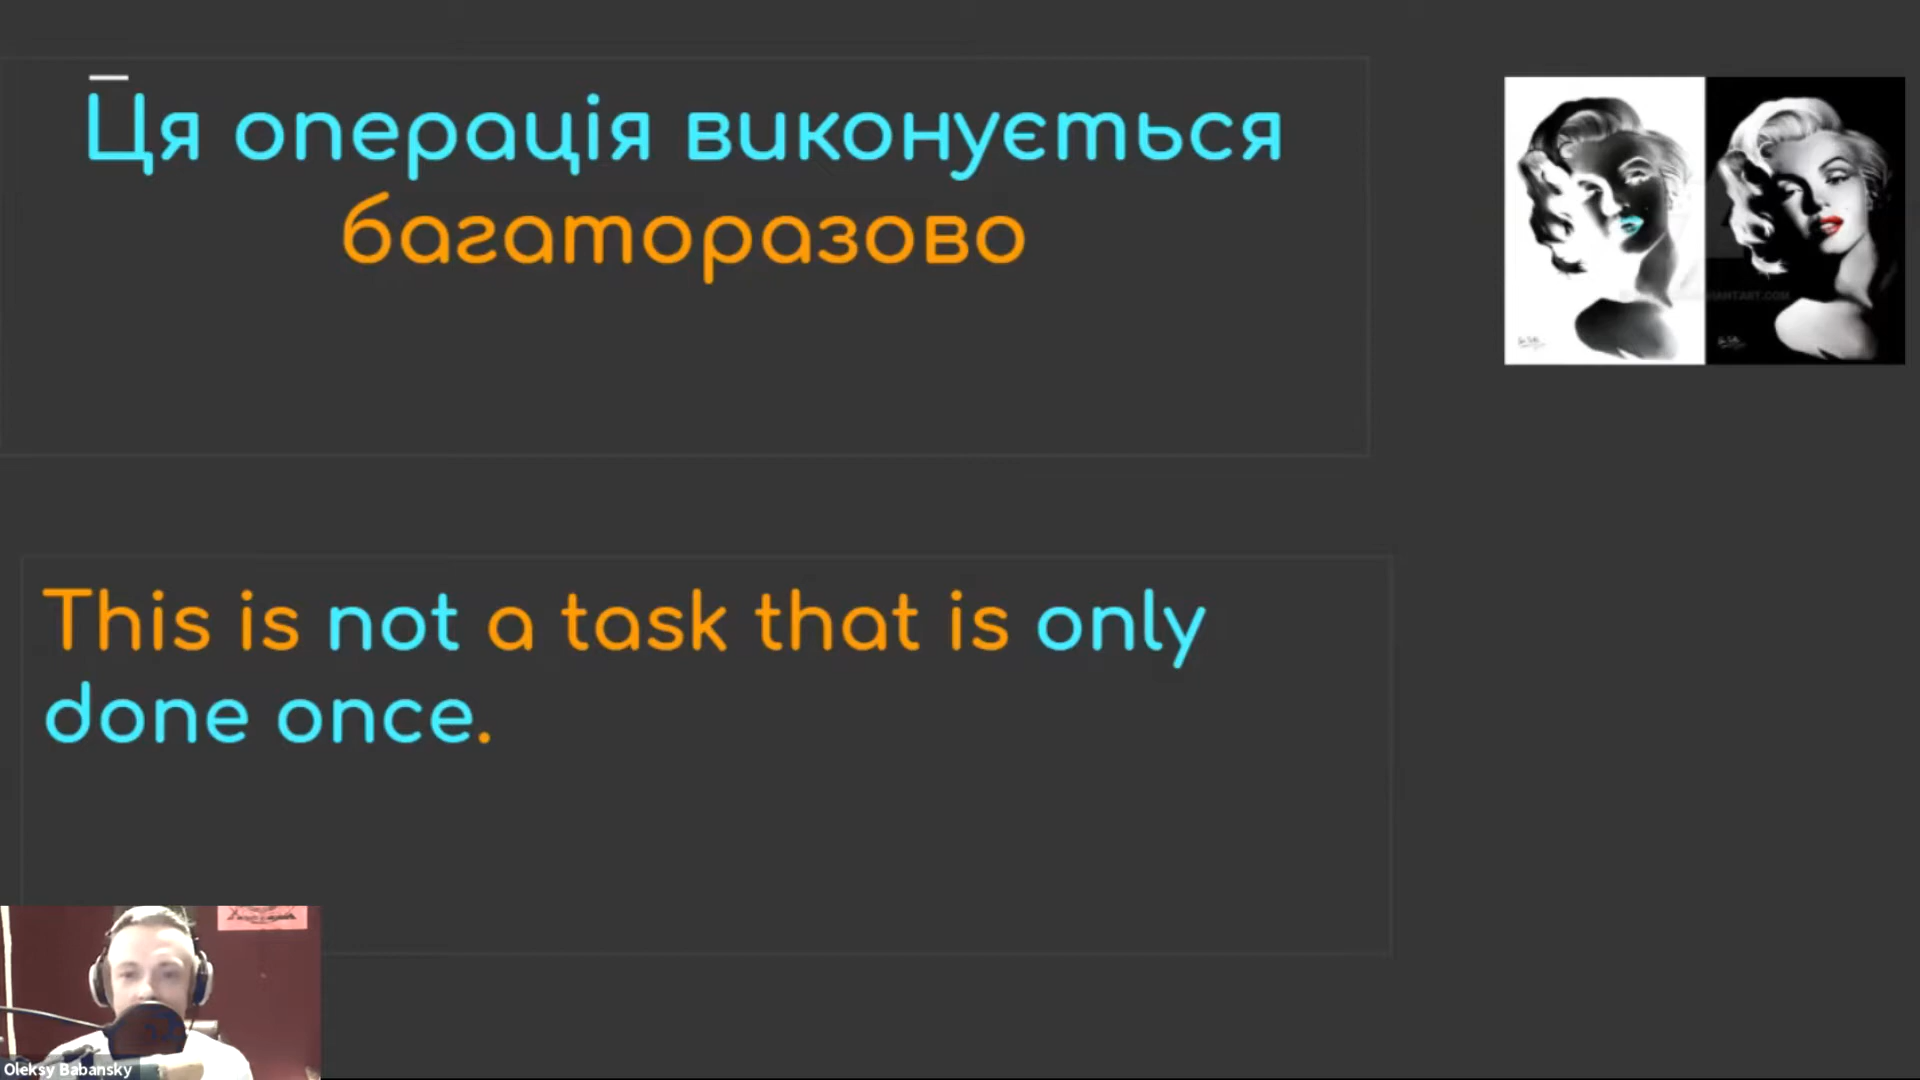 Ця операція виконується
багаторазово
This is not a task that is only
done once.
Oleksy Babansky